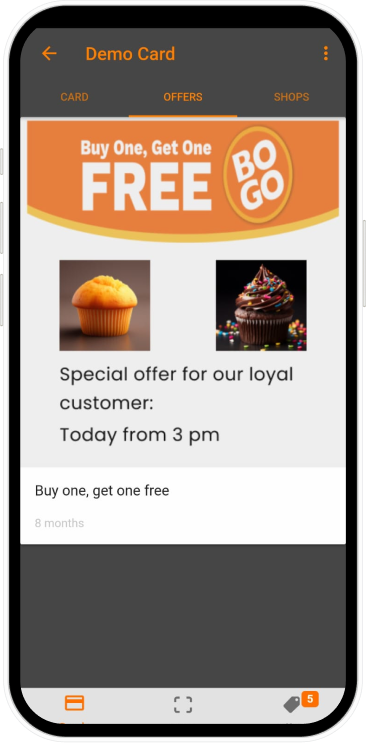 Demo Card
CARD OFFERS SHOPS
Buy One, Get One
FREE
BO
GO
Special offer for our loyal
customer:
Today from 3 pm
Buy one, get one free
8 months
5